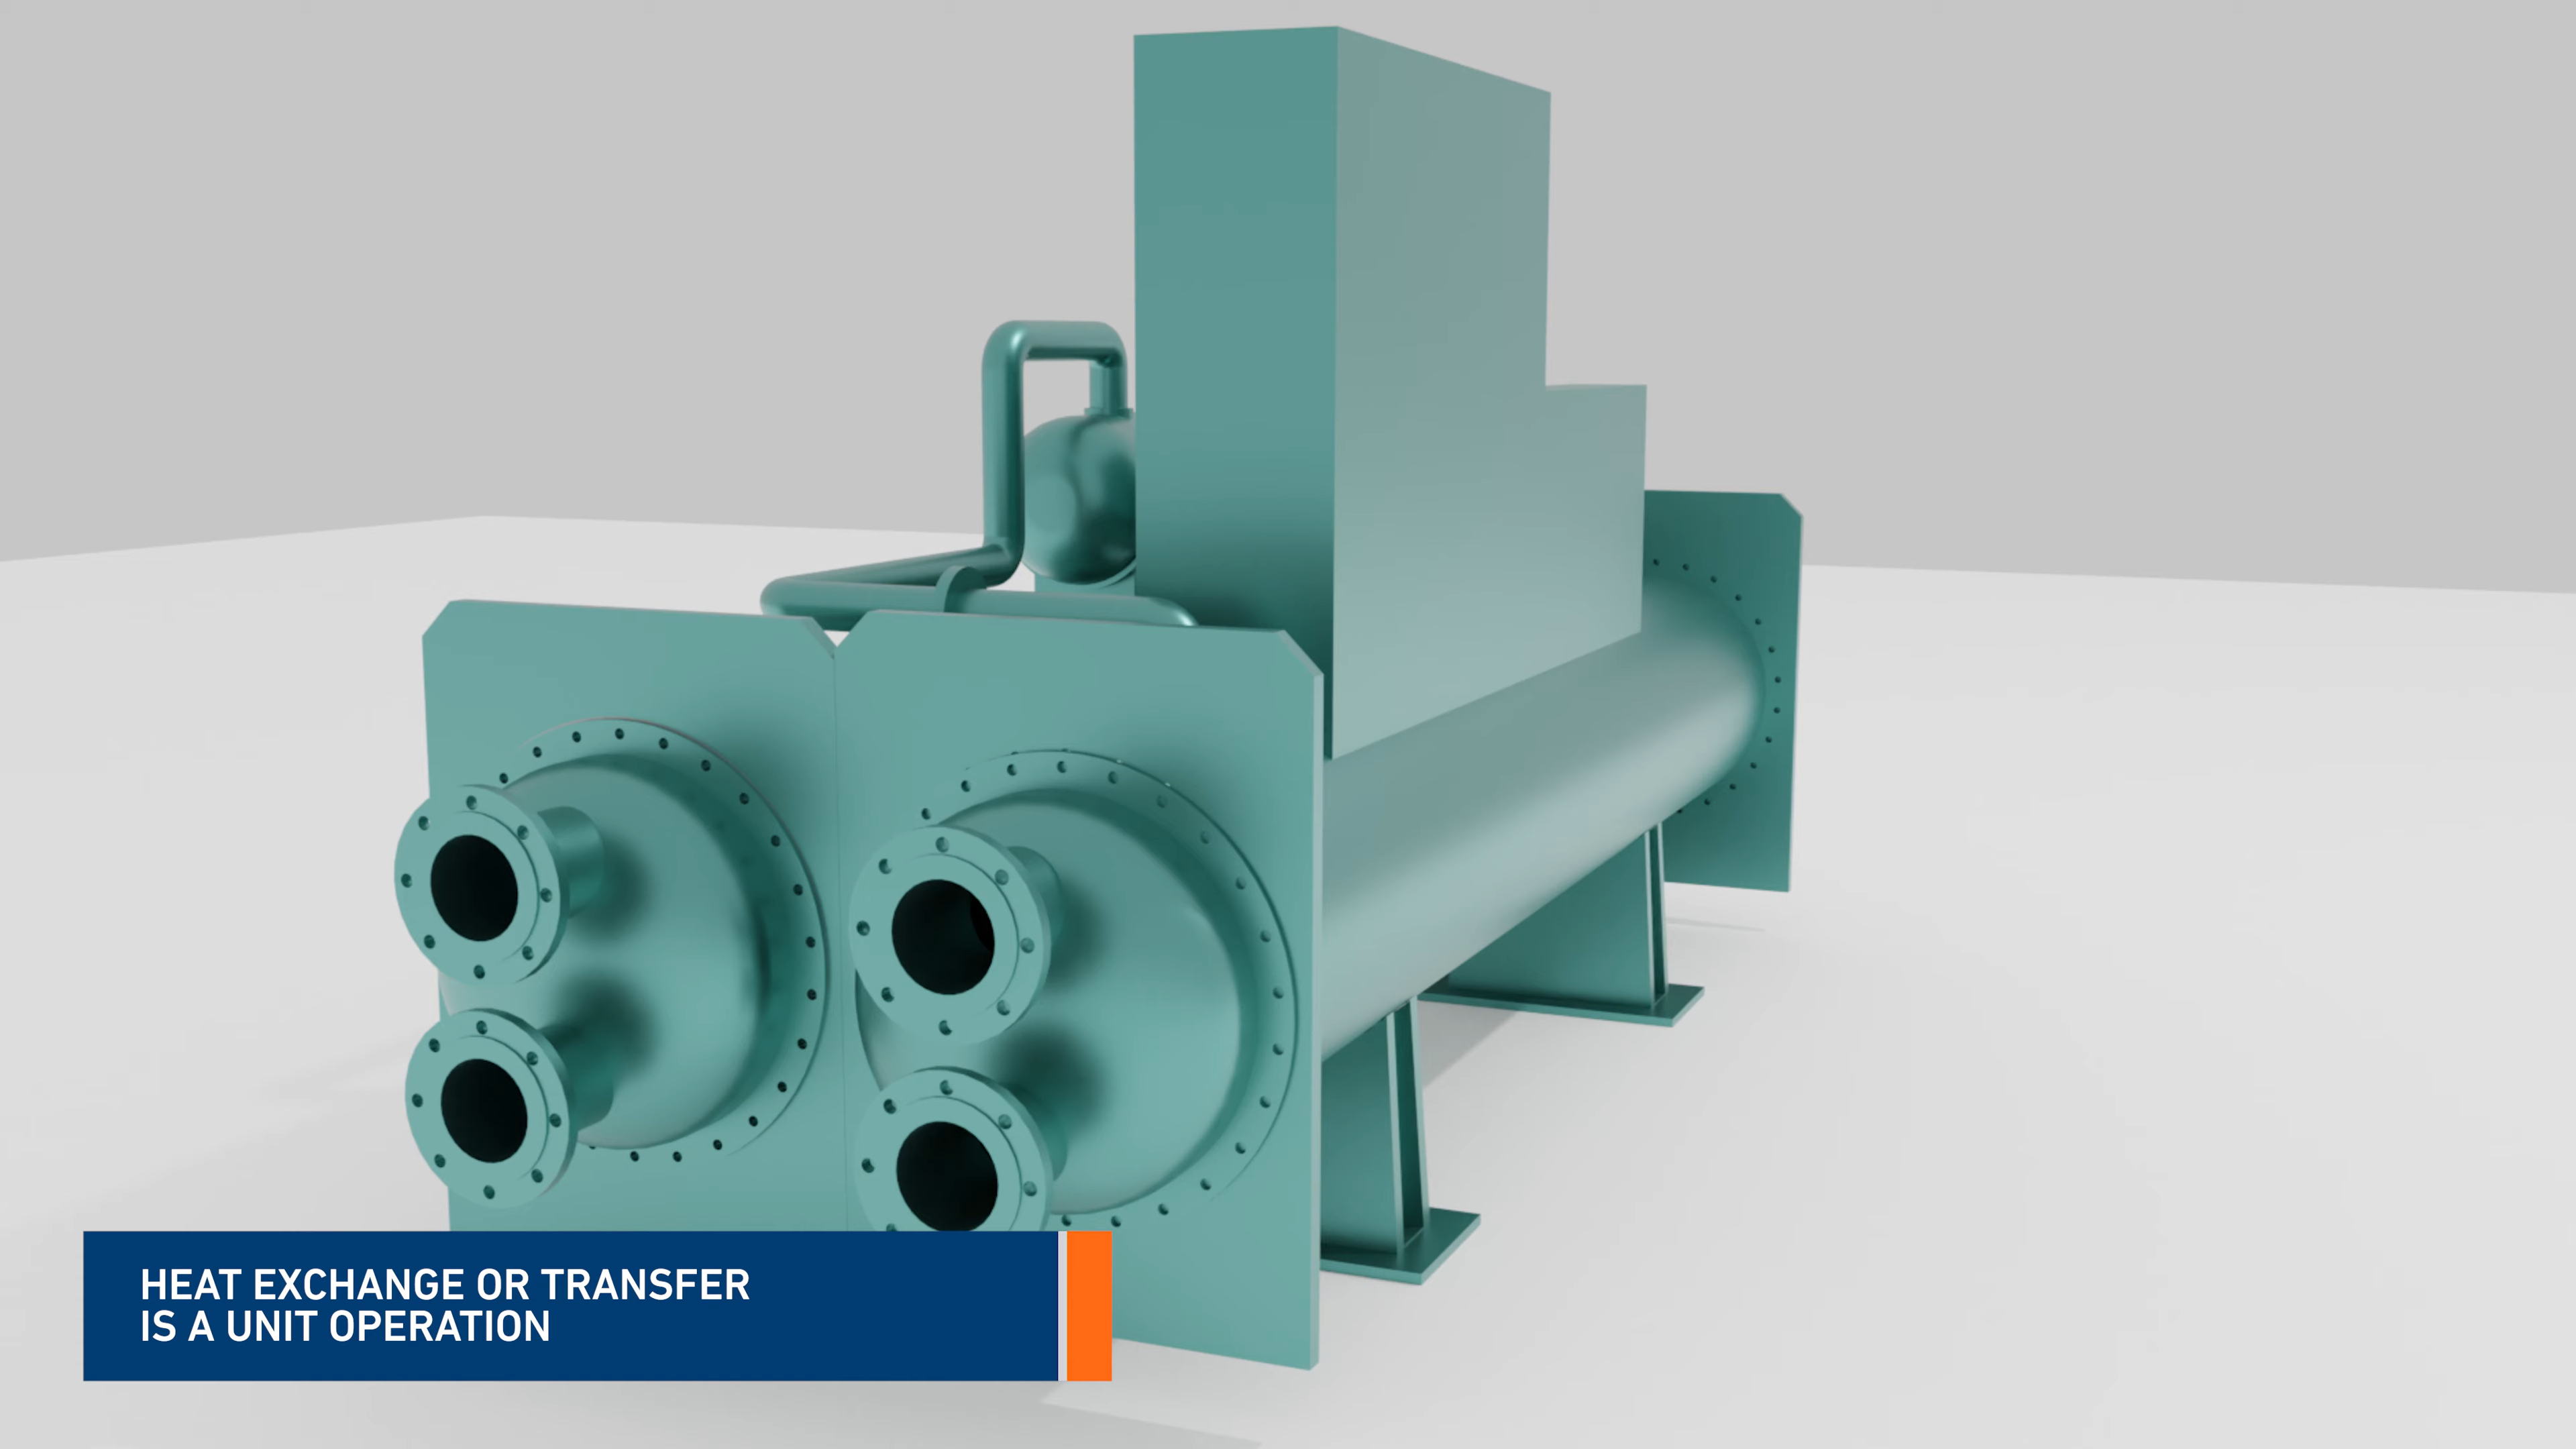 HEAT EXCHANGE OR TRANSFER
IS A UNIT OPERATION